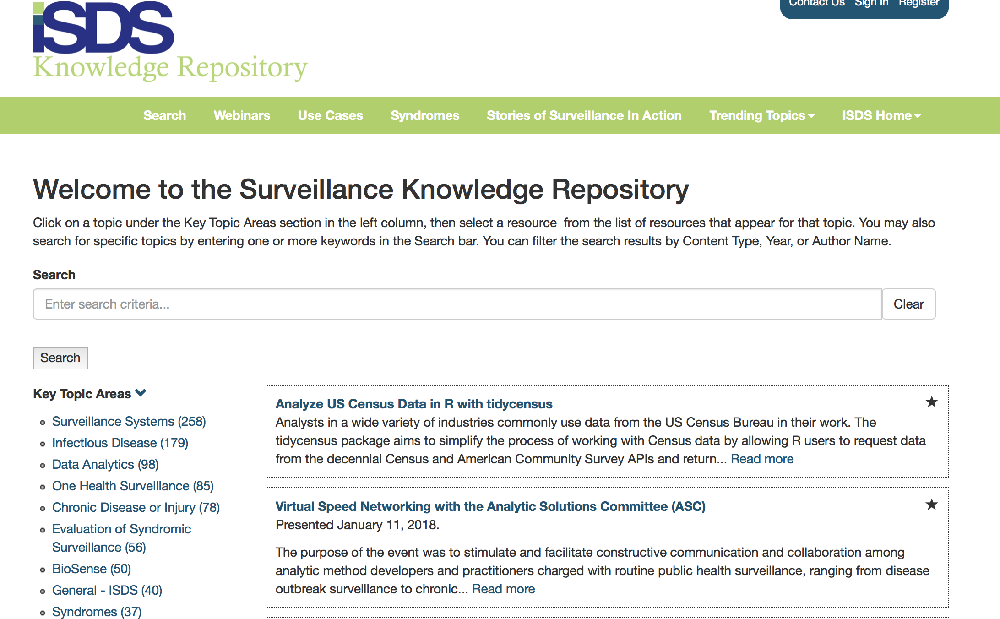 Contact Us Sign In Register
iSDS
Knowledge Repository
Search Webinars Use Cases Syndromes Stories of Surveillance In Action Trending Topics ISDS Home
Welcome to the Surveillance Knowledge Repository
Click on a topic under the Key Topic Areas section in the left column, then select a resource from the list of resources that appear for that topic. You may also
search for specific topics by entering one or more keywords in the Search bar. You can filter the search results by Content Type, Year, or Author Name.
Search
Enter search criteria...
Clear
Search
Key Topic Areas
Surveillance Systems (258)
Infectious Disease (179)
Data Analytics (98)
One Health Surveillance (85)
Chronic Disease or Injury (78)
Evaluation of Syndromic
Surveillance (56)
BioSense (50)
General - ISDS (40)
Syndromes (37)
Analyze US Census Data in R with tidycensus
Analysts in a wide variety of industries commonly use data from the US Census Bureau in their work. The
tidycensus package aims to simplify the process of working with Census data by allowing R users to request data
from the decennial Census and American Community Survey APIs and return... Read more
Virtual Speed Networking with the Analytic Solutions Committee (ASC)
Presented January 11, 2018.
The purpose of the event was to stimulate and facilitate constructive communication and collaboration among
analytic method developers and practitioners charged with routine public health surveillance, ranging from disease
outbreak surveillance to chronic... Read more